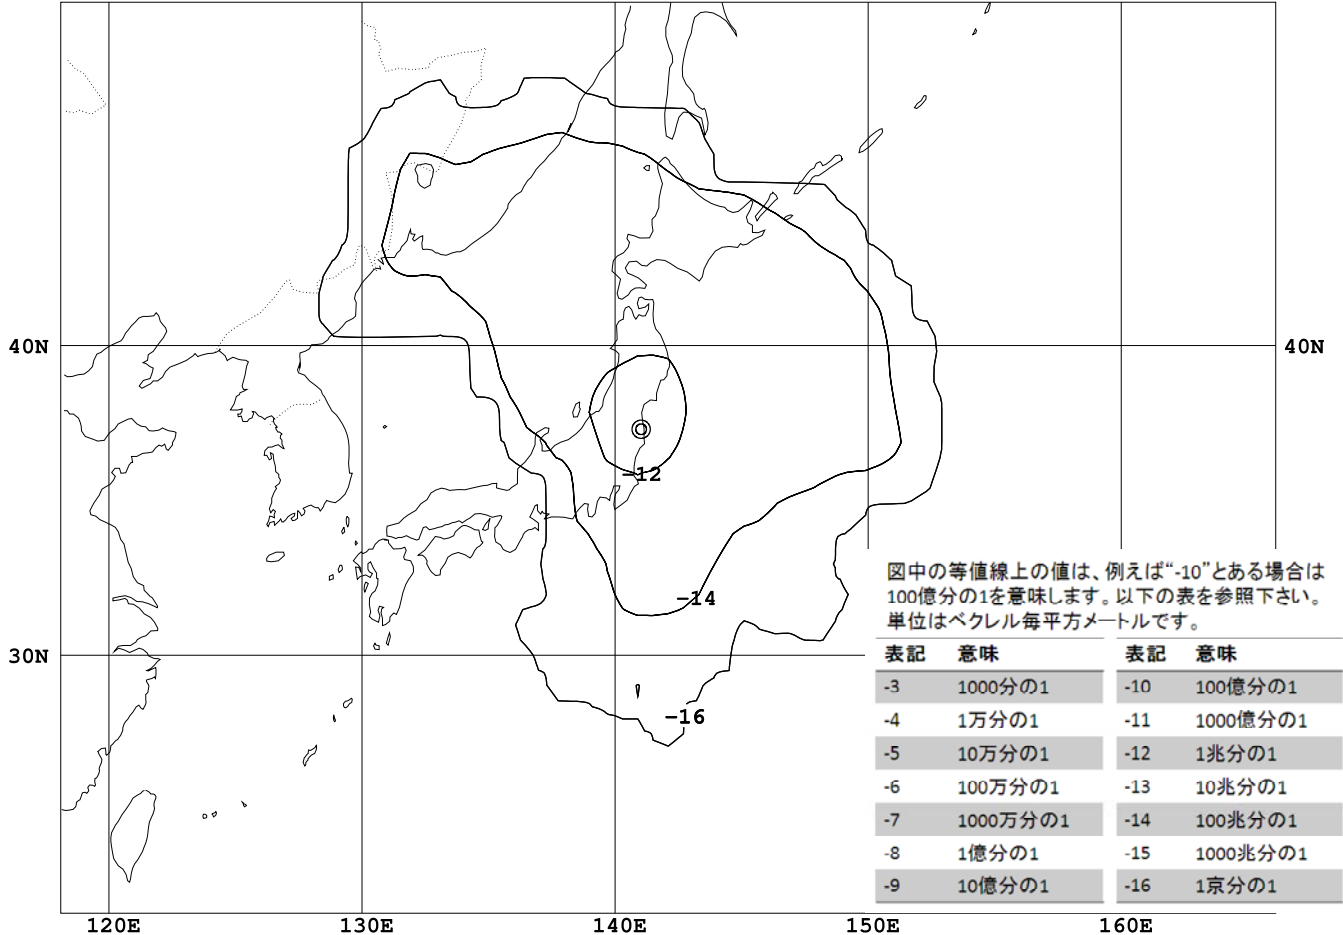 40N
40N
-12
-14
30N
-16
120E
130E
140E
150E
160E
図中の等値線上の値は、例えば“-10”とある場合は
100億分の1を意味します。以下の表を参照下さい。
単位はベクレル毎平方メートルです。
表記 意味 表記 意味
-3 1000分の1 -10 100億分の1
-4 1万分の1 -11 1000億分の1
-5 10万分の1 -12 1兆分の1
-6 100万分の1 -13 10兆分の1
-7 1000万分の1 -14 100兆分の1
-8 1億分の1 -15 1000兆分の1
-9 10億分の1 -16 1京分の1